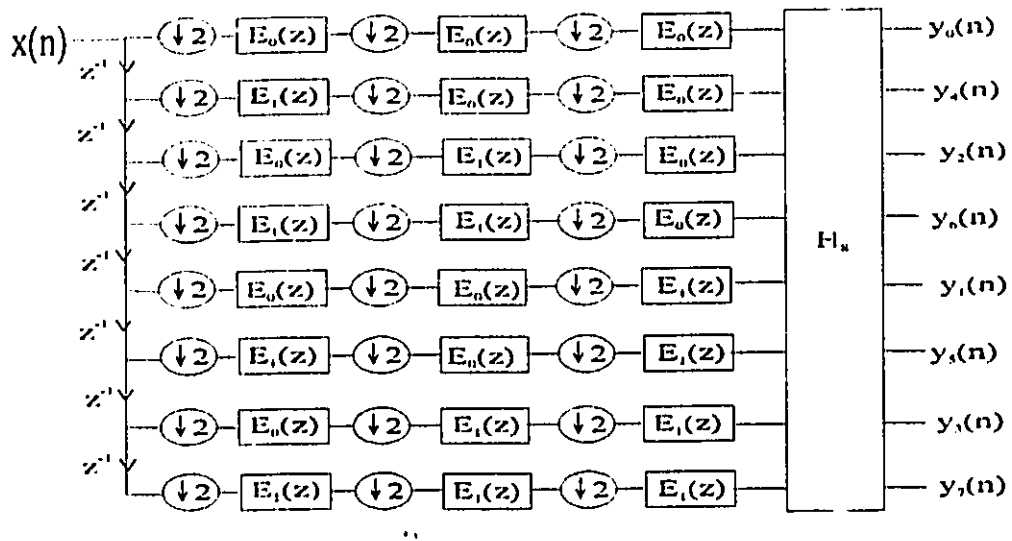 x(n) ↓2 E₀(z) ↓2 E₀(z) ↓2 E₀(z) y₀(n)
z⁻¹
↓2 E₁(z) ↓2 E₀(z) ↓2 E₀(z) y₄(n)
z⁻¹
↓2 E₀(z) ↓2 E₁(z) ↓2 E₀(z) y₂(n)
z⁻¹
↓2 E₁(z) ↓2 E₁(z) ↓2 E₀(z) y₆(n)
H₈
z⁻¹
↓2 E₀(z) ↓2 E₀(z) ↓2 E₁(z) y₁(n)
z⁻¹
↓2 E₁(z) ↓2 E₀(z) ↓2 E₁(z) y₅(n)
z⁻¹
↓2 E₀(z) ↓2 E₁(z) ↓2 E₁(z) y₃(n)
z⁻¹
↓2 E₁(z) ↓2 E₁(z) ↓2 E₁(z) y₇(n)